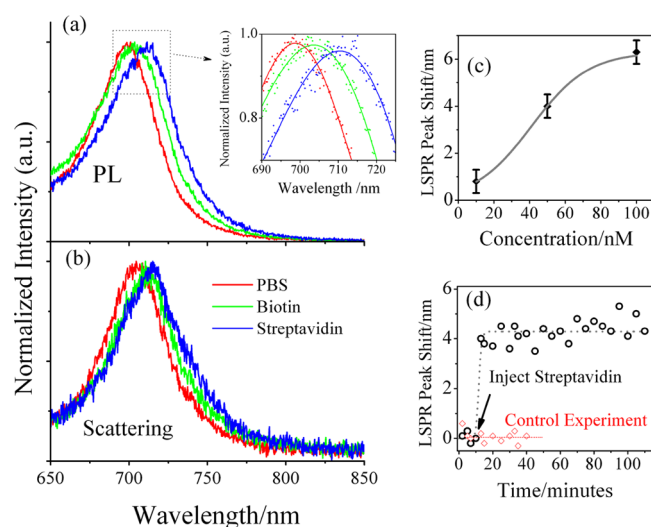 (a)
PL
Normalized Intensity (a.u.)
1.0
0.9
0.8
690 700 710 720
Wavelength /nm
Normalized Intensity (a.u.)
(b)
PBS
Biotin
Streptavidin
Scattering
650 700 750 800 850
Wavelength/nm
(c)
LSPR Peak Shift/nm
6
4
2
0
0 20 40 60 80 100
Concentration/nM
(d)
LSPR Peak Shift/nm
6
4
2
0
Inject Streptavidin
Control Experiment
0 20 40 60 80 100
Time/minutes